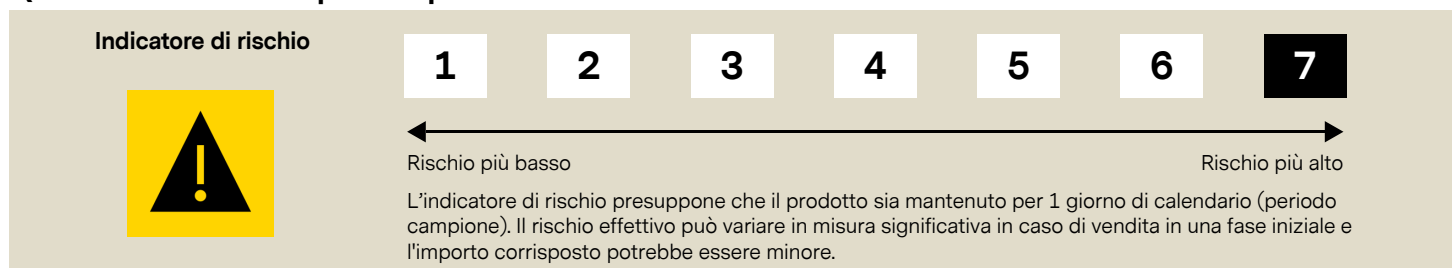 Indicatore di rischio
1 2 3 4 5 6 7
Rischio più basso Rischio più alto
L'indicatore di rischio presuppone che il prodotto sia mantenuto per 1 giorno di calendario (periodo
campione). Il rischio effettivo può variare in misura significativa in caso di vendita in una fase iniziale e
l'importo corrisposto potrebbe essere minore.